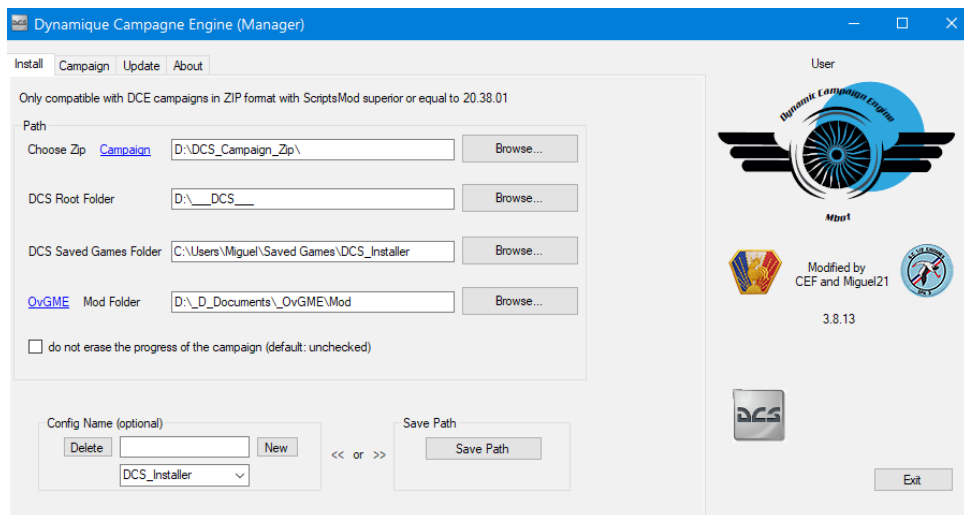 Dynamique Campagne Engine (Manager)
Install Campaign Update About
User
Only compatible with DCE campaigns in ZIP format with ScriptsMod superior or equal to 20.38.01
Path
Choose Zip Campaign D:\DCS_Campaign_Zip\ Browse...
DCS Root Folder D:\___DCS___ Browse...
DCS Saved Games Folder C:\Users\Miguel\Saved Games\DCS_Installer Browse...
OvGME Mod Folder D:\_D_Documents\_OvGME\Mod Browse...
do not erase the progress of the campaign (default: unchecked)
Config Name (optional)
Delete New
DCS_Installer
<< or >>
Save Path
Save Path
Dynamic Campaign Engine
Mbot
Modified by
CEF and Miguel21
3.8.13
DCS
Exit